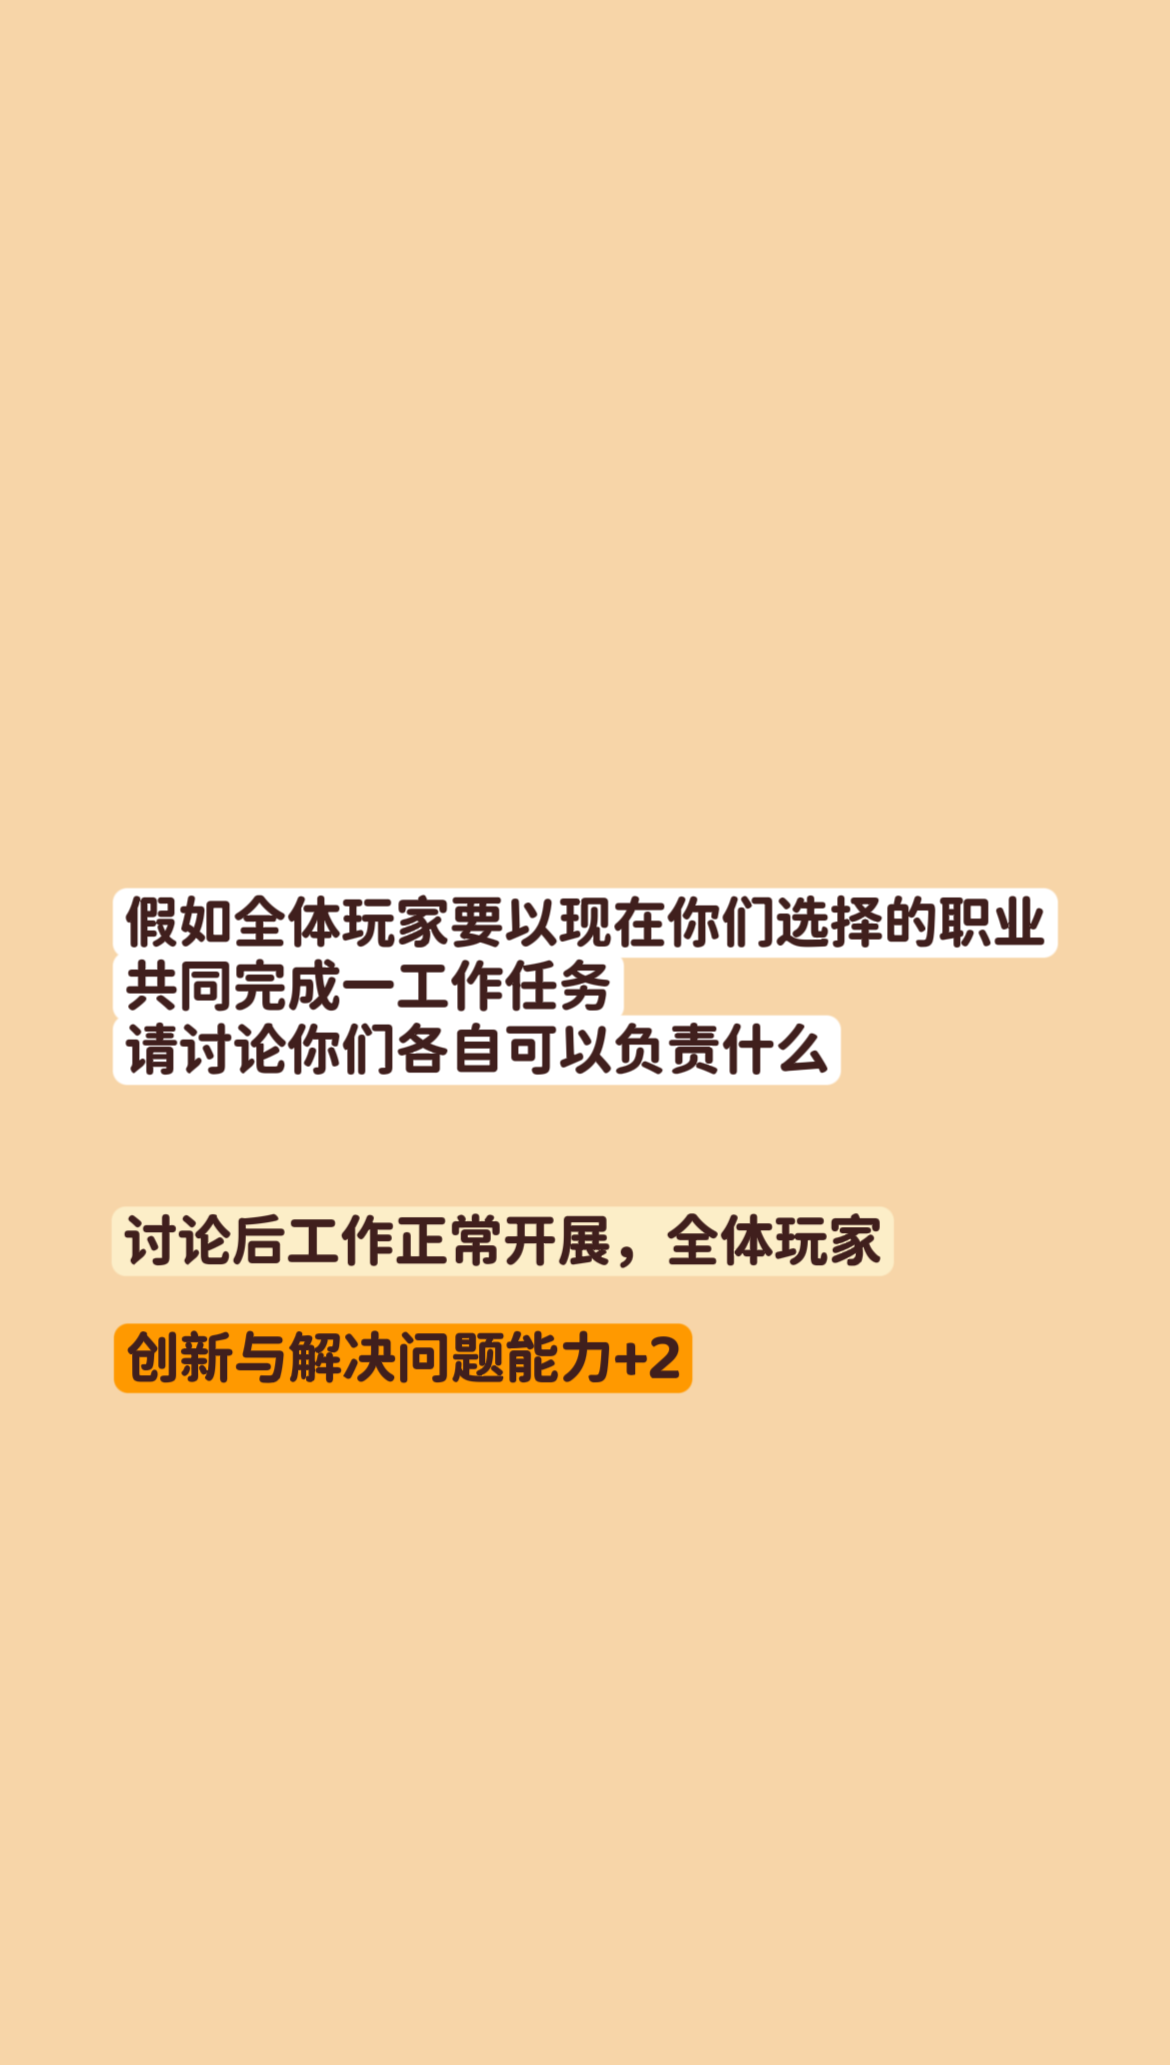 假如全体玩家要以现在你们选择的职业
共同完成一工作任务
请讨论你们各自可以负责什么
讨论后工作正常开展，全体玩家
创新与解决问题能力+2